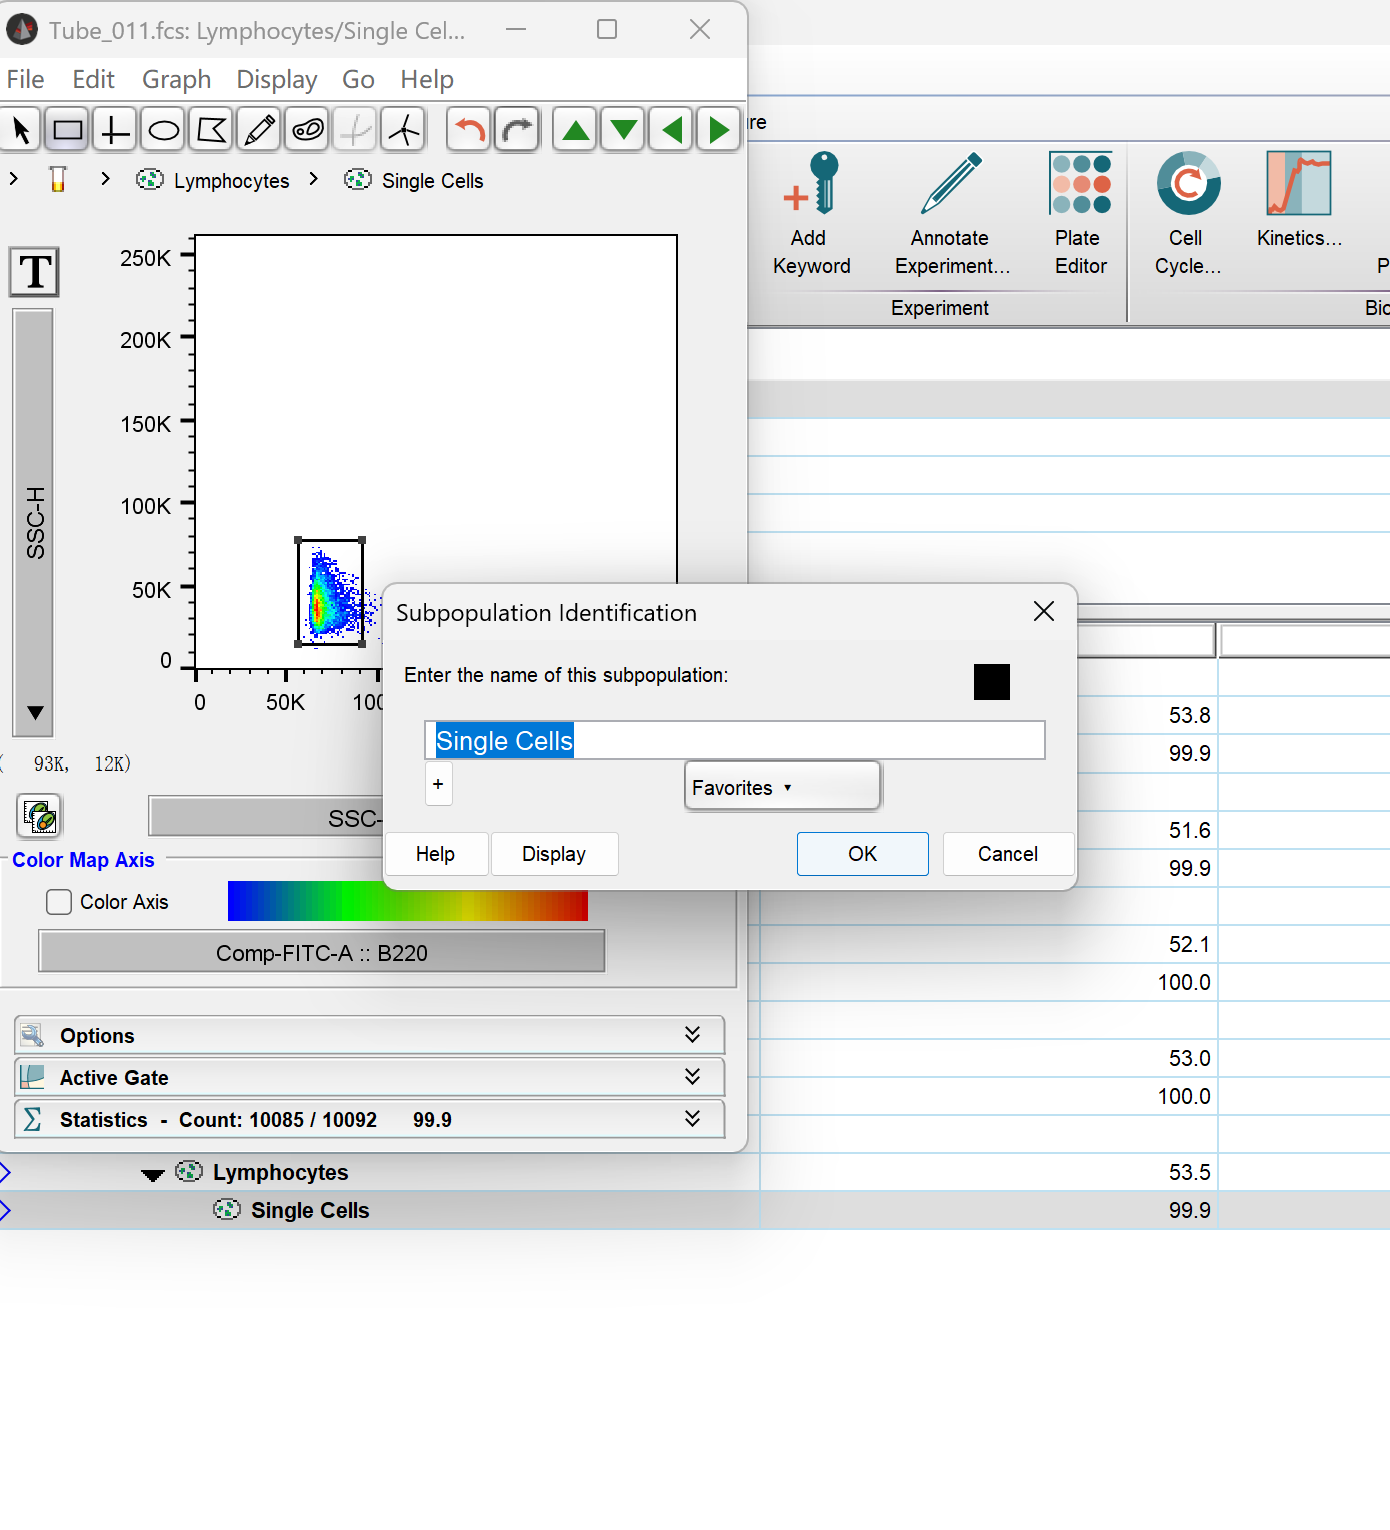 Tube_011.fcs: Lymphocytes/Single Cel...
File Edit Graph Display Go Help
> > Lymphocytes > Single Cells
T
250K
200K
150K
100K
50K
0
SSC-H
0 50K
93K, 12K)
SSC-
Color Map Axis
Color Axis
Comp-FITC-A :: B220
Options
Active Gate
Statistics - Count: 10085 / 10092 99.9
Lymphocytes 53.5
Single Cells 99.9
Add Keyword
Annotate Experiment...
Plate Editor
Experiment
Cell Cycle...
Kinetics...
Subpopulation Identification
Enter the name of this subpopulation:
Single Cells
+
Favorites ▾
Help Display OK Cancel
53.8
99.9
51.6
99.9
52.1
100.0
53.0
100.0